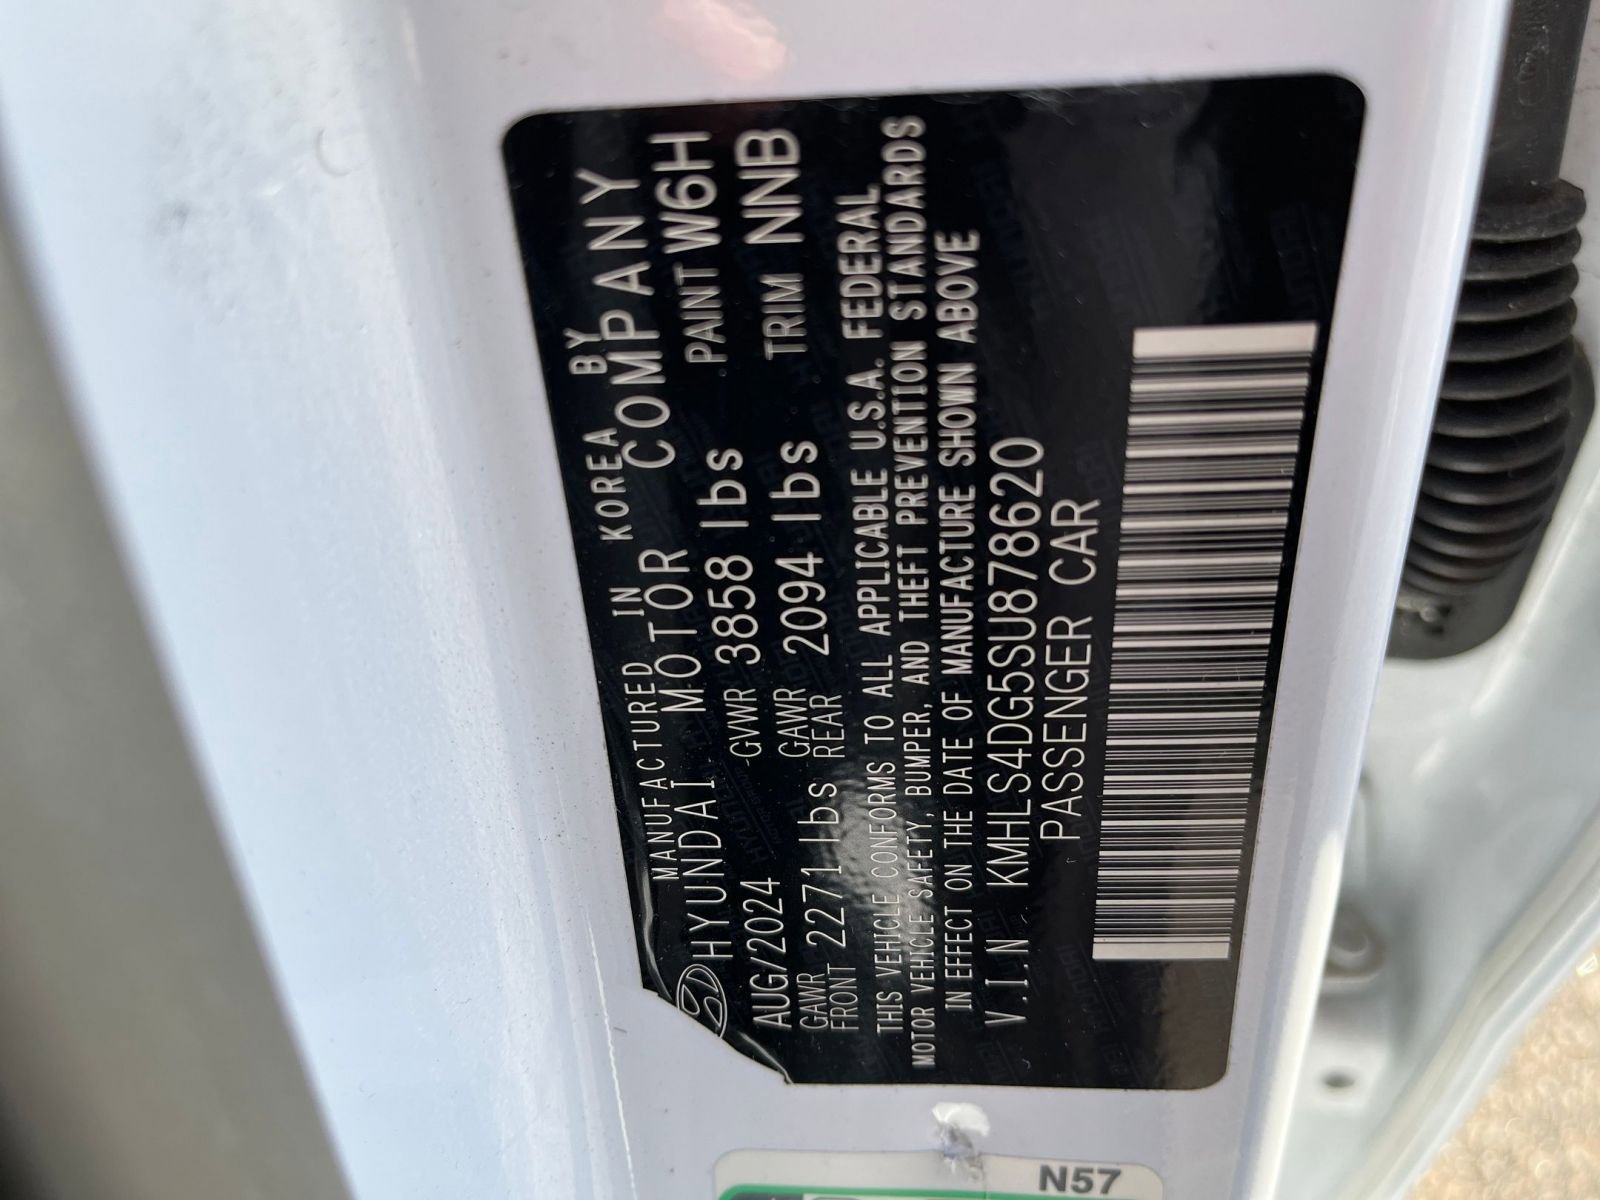 MANUFACTURED IN KOREA BY
HYUNDAI MOTOR COMPANY
AUG/2024 GVWR 3858 lbs PAINT W6H
GAWR FRONT 2271 lbs GAWR REAR 2094 lbs TRIM NNB
THIS VEHICLE CONFORMS TO ALL APPLICABLE U.S.A. FEDERAL
MOTOR VEHICLE SAFETY, BUMPER, AND THEFT PREVENTION STANDARDS
IN EFFECT ON THE DATE OF MANUFACTURE SHOWN ABOVE
V.I.N KMHLS4DG5SU878620
PASSENGER CAR
N57